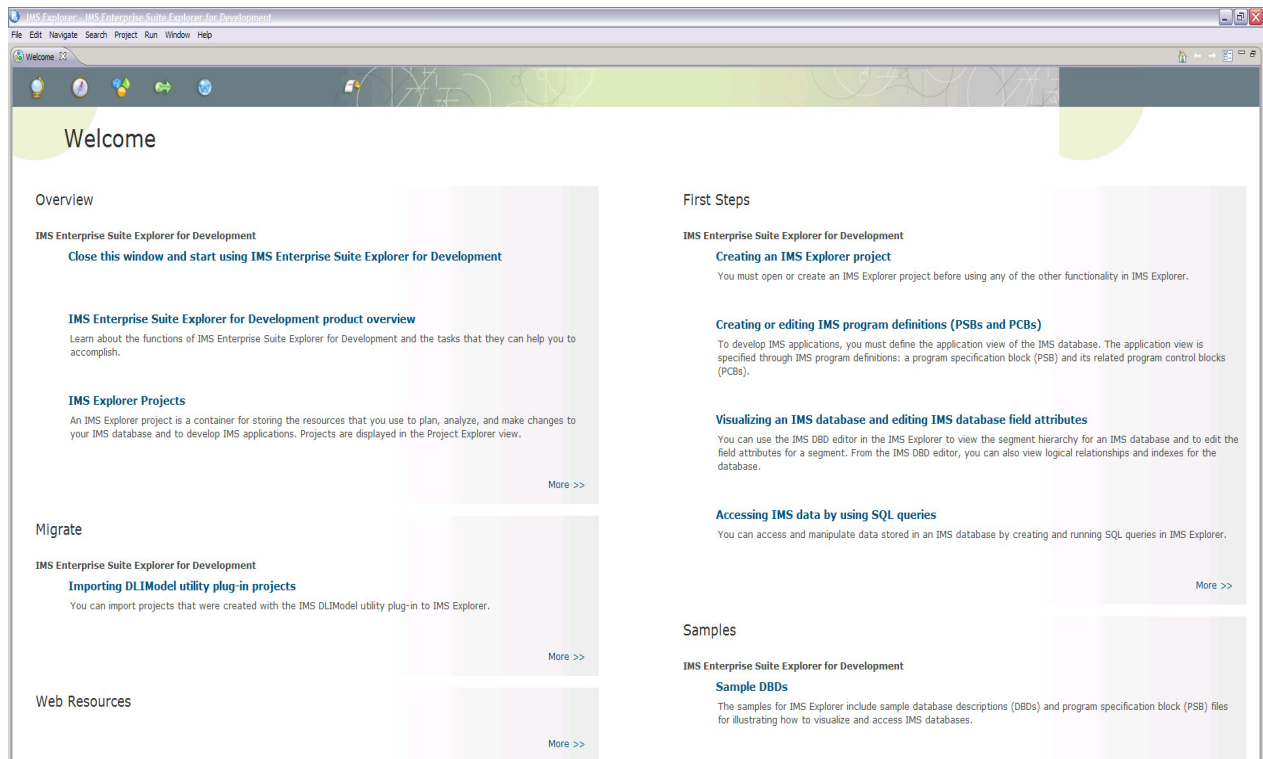 IMS Explorer - IMS Enterprise Suite Explorer for Development
File Edit Navigate Search Project Run Window Help
Welcome
Welcome
Overview
IMS Enterprise Suite Explorer for Development
Close this window and start using IMS Enterprise Suite Explorer for Development
IMS Enterprise Suite Explorer for Development product overview
Learn about the functions of IMS Enterprise Suite Explorer for Development and the tasks that they can help you to
accomplish.
IMS Explorer Projects
An IMS Explorer project is a container for storing the resources that you use to plan, analyze, and make changes to
your IMS database and to develop IMS applications. Projects are displayed in the Project Explorer view.
More >>
Migrate
IMS Enterprise Suite Explorer for Development
Importing DLIModel utility plug-in projects
You can import projects that were created with the IMS DLIModel utility plug-in to IMS Explorer.
More >>
Web Resources
More >>
First Steps
IMS Enterprise Suite Explorer for Development
Creating an IMS Explorer project
You must open or create an IMS Explorer project before using any of the other functionality in IMS Explorer.
Creating or editing IMS program definitions (PSBs and PCBs)
To develop IMS applications, you must define the application view of the IMS database. The application view is
specified through IMS program definitions: a program specification block (PSB) and its related program control blocks
(PCBs).
Visualizing an IMS database and editing IMS database field attributes
You can use the IMS DBD editor in the IMS Explorer to view the segment hierarchy for an IMS database and to edit the
field attributes for a segment. From the IMS DBD editor, you can also view logical relationships and indexes for the
database.
Accessing IMS data by using SQL queries
You can access and manipulate data stored in an IMS database by creating and running SQL queries in IMS Explorer.
More >>
Samples
IMS Enterprise Suite Explorer for Development
Sample DBDs
The samples for IMS Explorer include sample database descriptions (DBDs) and program specification block (PSB) files
for illustrating how to visualize and access IMS databases.